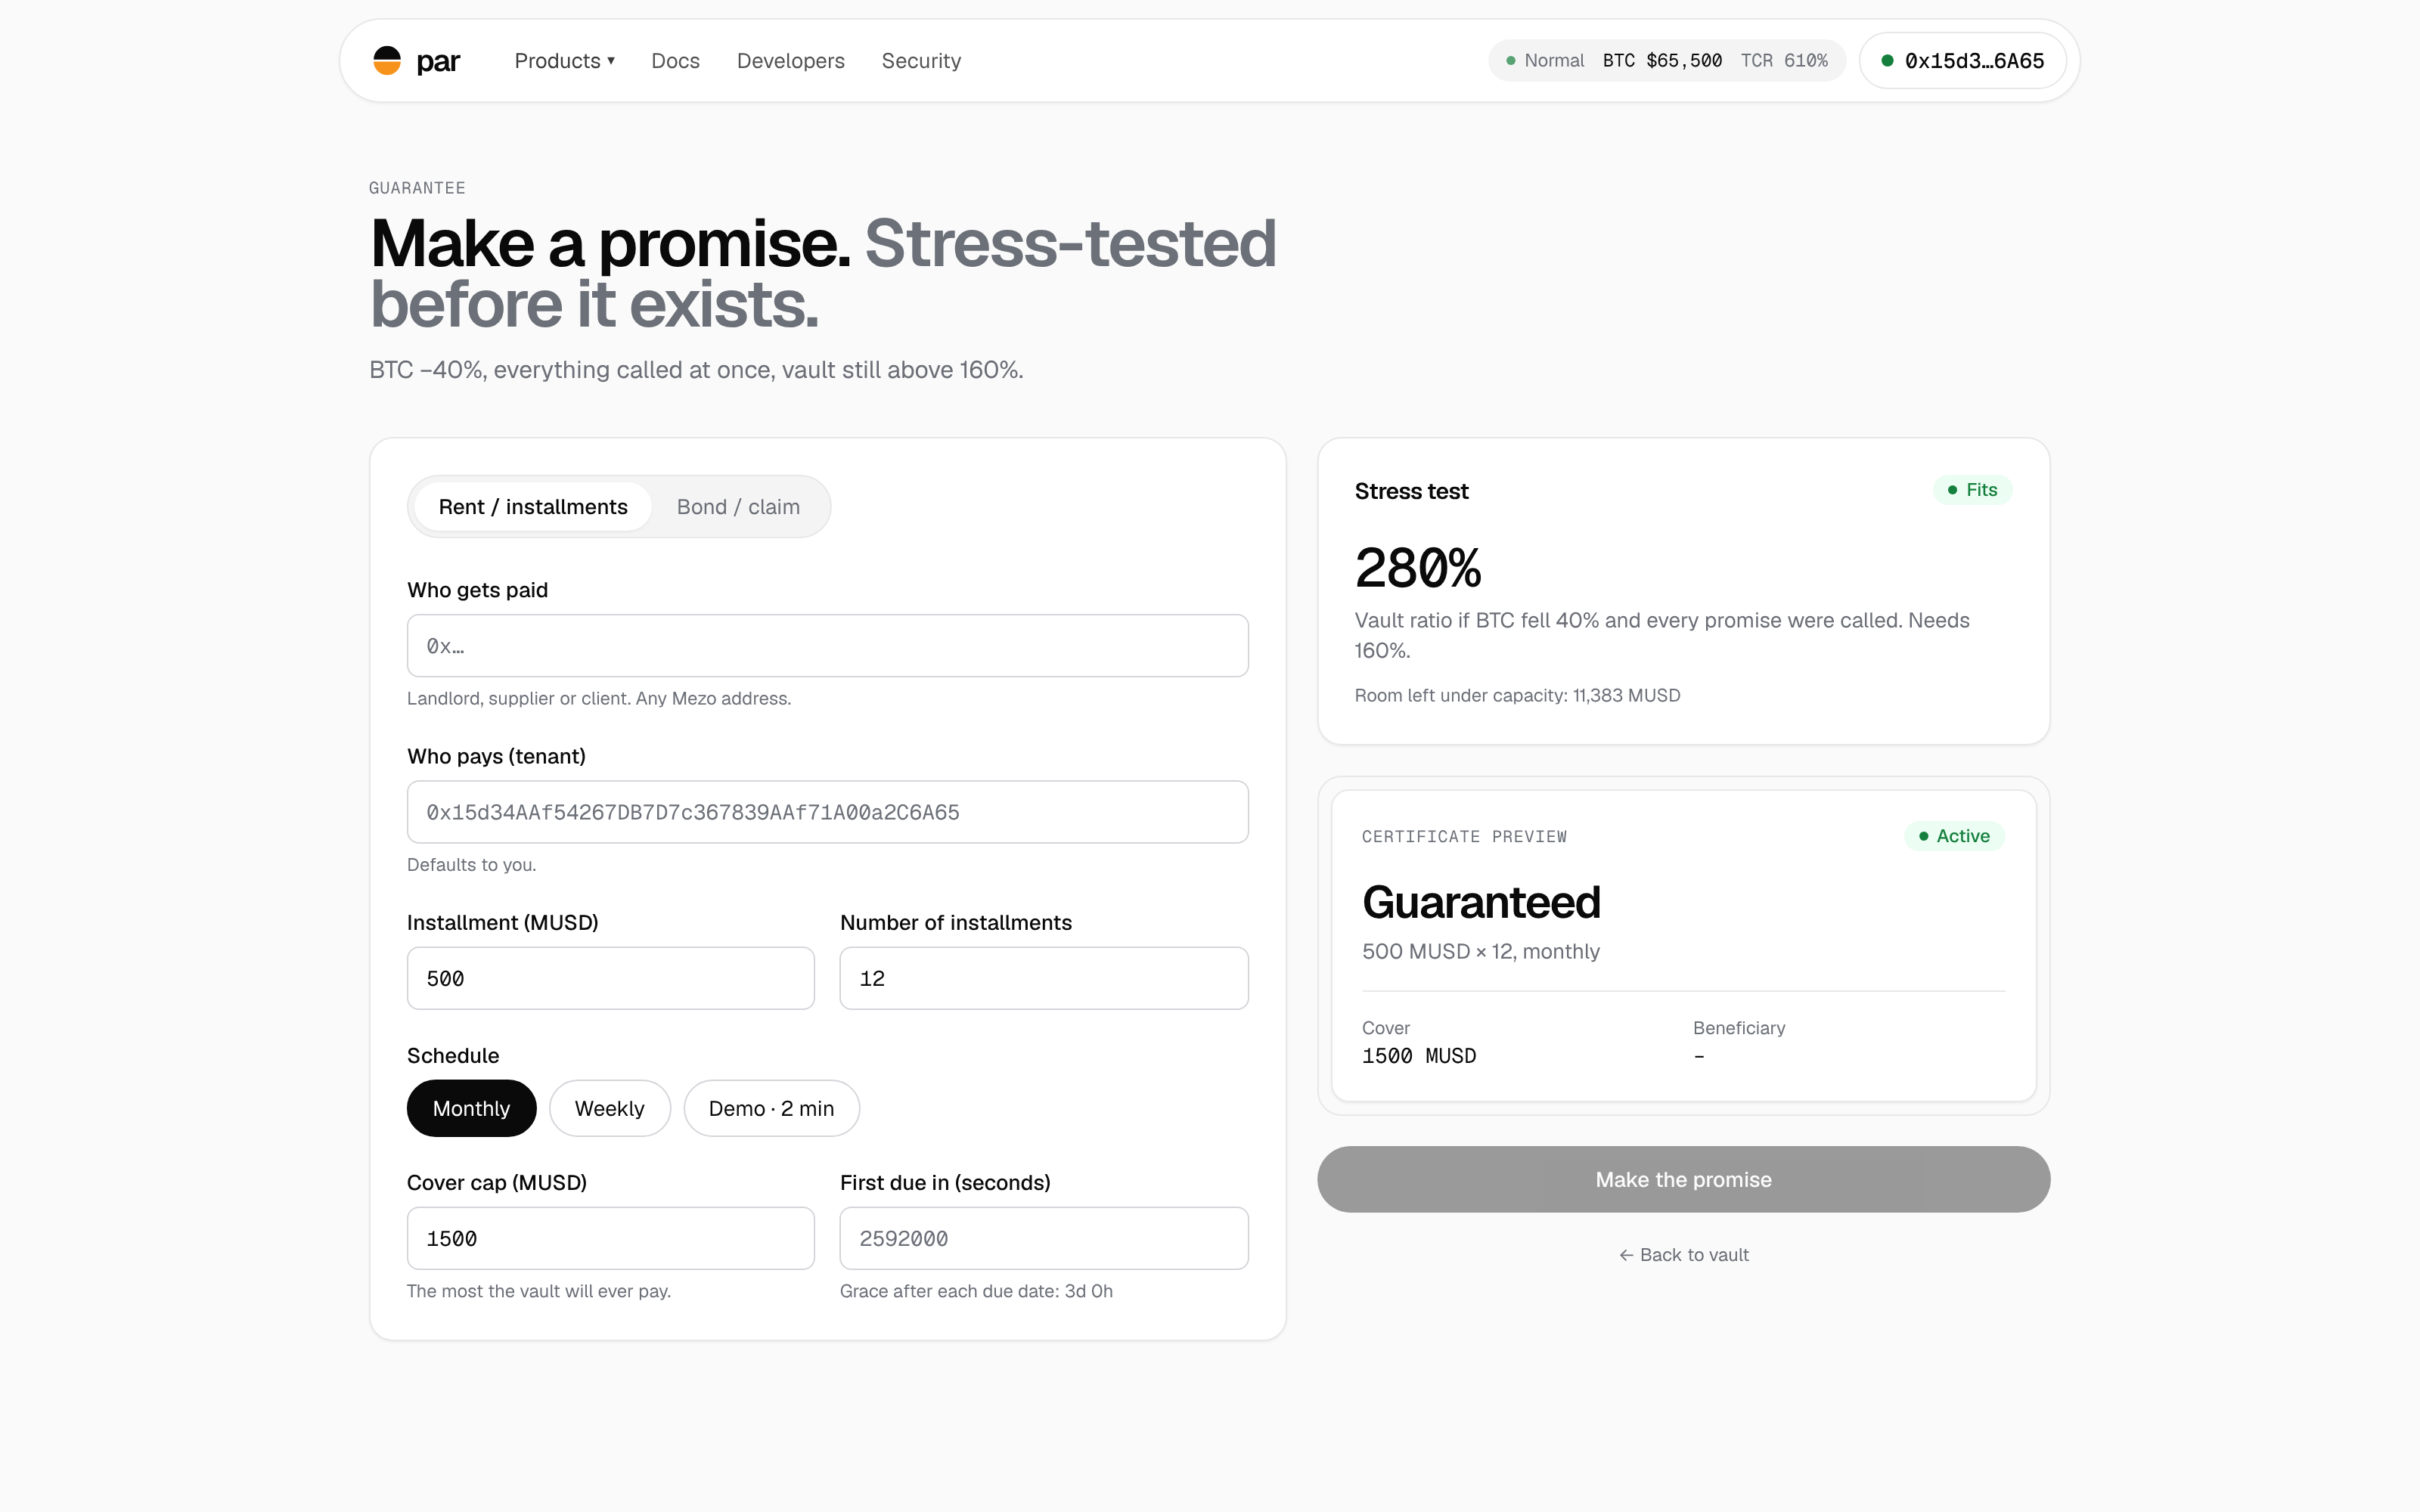 par
Products ▾
Docs
Developers
Security
Normal BTC $65,500 TCR 610%
0x15d3…6A65
GUARANTEE
Make a promise. Stress-tested
before it exists.
BTC −40%, everything called at once, vault still above 160%.
Rent / installments
Bond / claim
Who gets paid
0x…
Landlord, supplier or client. Any Mezo address.
Who pays (tenant)
0x15d34AAf54267DB7D7c367839AAf71A00a2C6A65
Defaults to you.
Installment (MUSD)
Number of installments
500
12
Schedule
Monthly
Weekly
Demo · 2 min
Cover cap (MUSD)
First due in (seconds)
1500
2592000
The most the vault will ever pay.
Grace after each due date: 3d 0h
Stress test
Fits
280%
Vault ratio if BTC fell 40% and every promise were called. Needs
160%.
Room left under capacity: 11,383 MUSD
CERTIFICATE PREVIEW
Active
Guaranteed
500 MUSD × 12, monthly
Cover
Beneficiary
1500 MUSD
–
Make the promise
← Back to vault